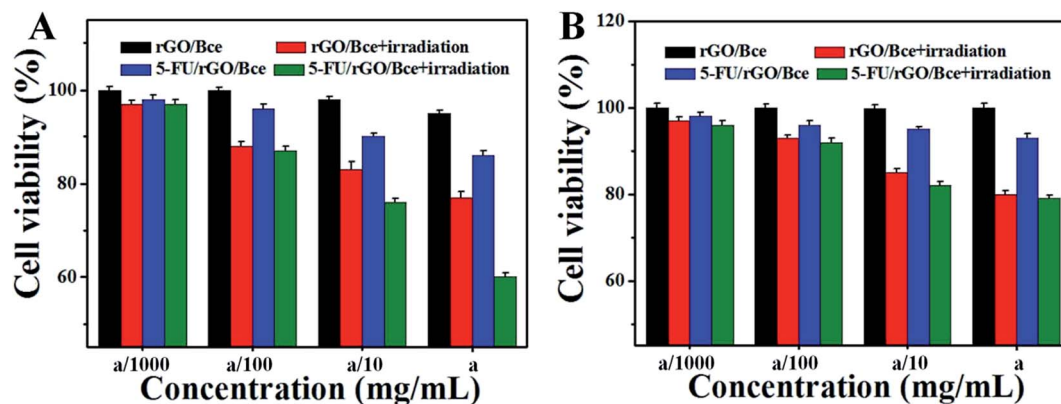 A
rGO/Bce
rGO/Bce+irradiation
5-FU/rGO/Bce
5-FU/rGO/Bce+irradiation
Cell viability (%)
100
80
60
a/1000
a/100
a/10
a
Concentration (mg/mL)
B
rGO/Bce
rGO/Bce+irradiation
5-FU/rGO/Bce
5-FU/rGO/Bce+irradiation
Cell viability (%)
120
100
80
60
a/1000
a/100
a/10
a
Concentration (mg/mL)